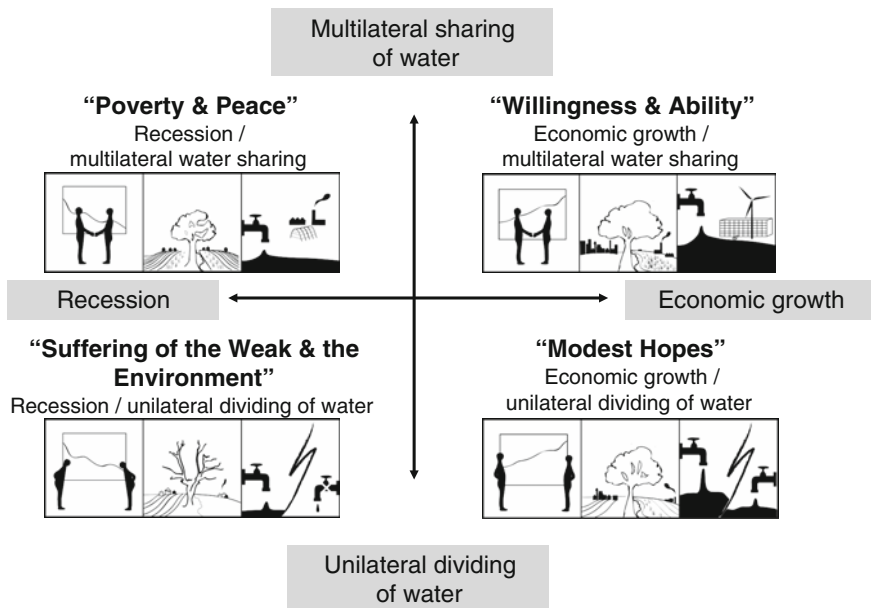 Multilateral sharing
of water
“Poverty & Peace”
Recession /
multilateral water sharing
“Willingness & Ability”
Economic growth /
multilateral water sharing
Recession
Economic growth
“Suffering of the Weak & the
Environment”
Recession / unilateral dividing of water
“Modest Hopes”
Economic growth /
unilateral dividing of water
Unilateral dividing
of water